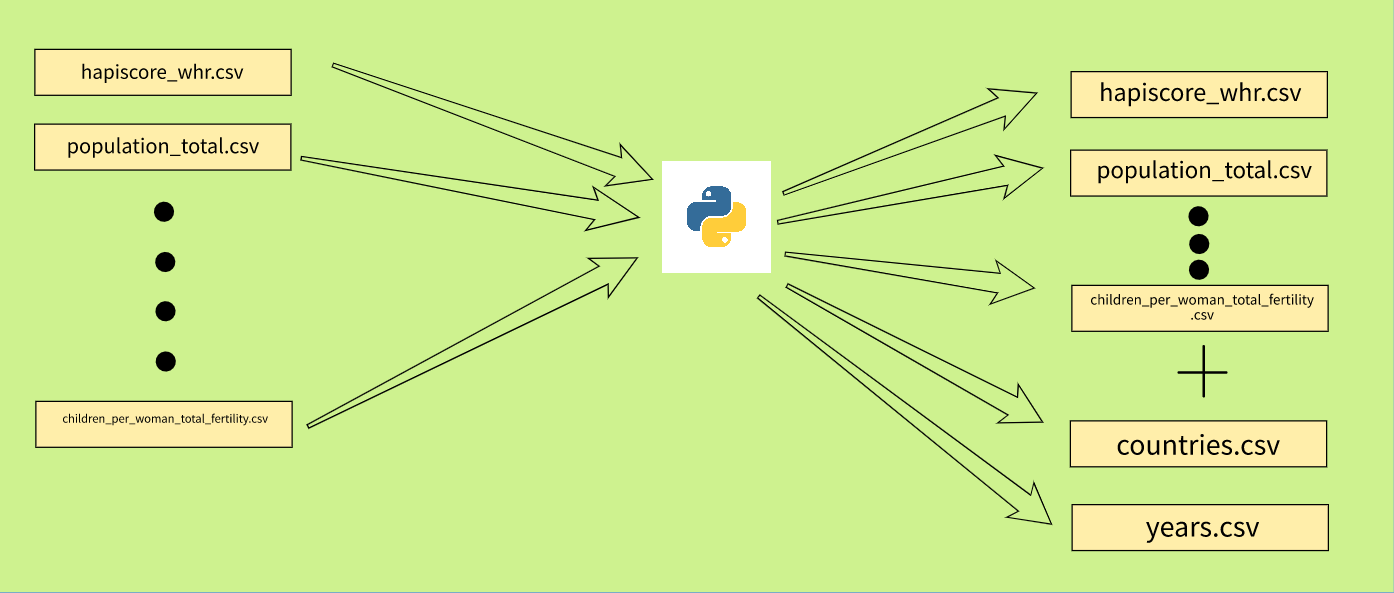 hapiscore_whr.csv
population_total.csv
children_per_woman_total_fertility.csv
hapiscore_whr.csv
population_total.csv
children_per_woman_total_fertility
.csv
countries.csv
years.csv